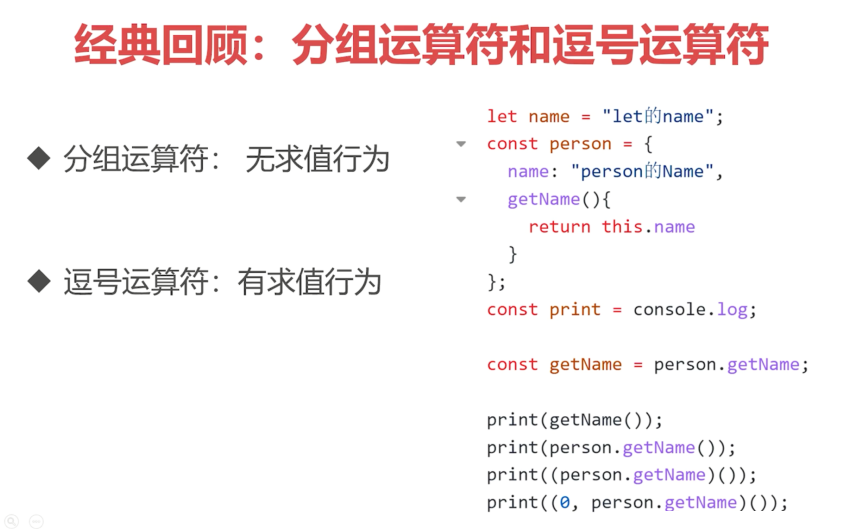 经典回顾：分组运算符和逗号运算符
◆ 分组运算符： 无求值行为
◆ 逗号运算符：有求值行为
let name = "let的name";
const person = {
  name: "person的Name",
  getName(){
    return this.name
  }
};
const print = console.log;
const getName = person.getName;
print(getName());
print(person.getName());
print((person.getName)());
print((0, person.getName)());